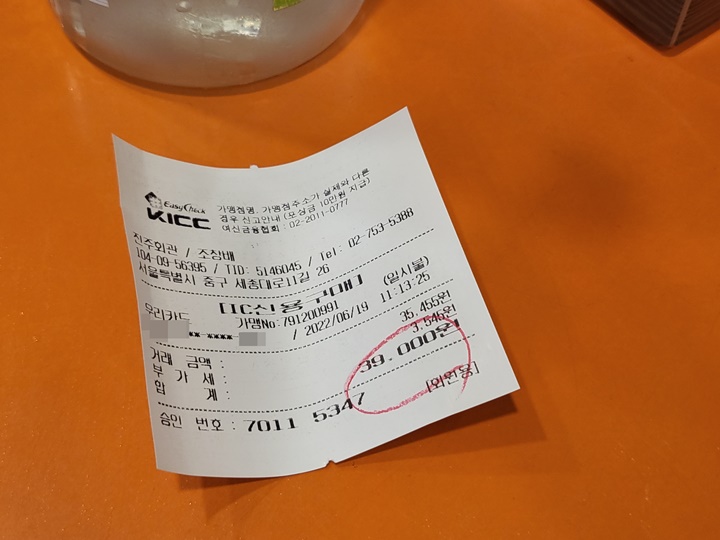 EasyCheck
KICC
가맹점명, 가맹점주소가 실제와 다른
경우 신고안내 (포상금 10만원 지급)
여신금융협회 : 02-2011-0777
진주회관 / 조상배
104-09-56395 / TID: 5146045 / Tel: 02-753-5388
서울특별시 중구 세종대로11길 26
[IC신용 구매]
우리카드 (일시불)
가맹No:791200991
**-**** / 2022/06/19 11:13:25
거래 금액 : 35,455원
부 가 세 : 3,545원
합 계 : 39,000원
[회원용]
승인 번호 : 7011 5347